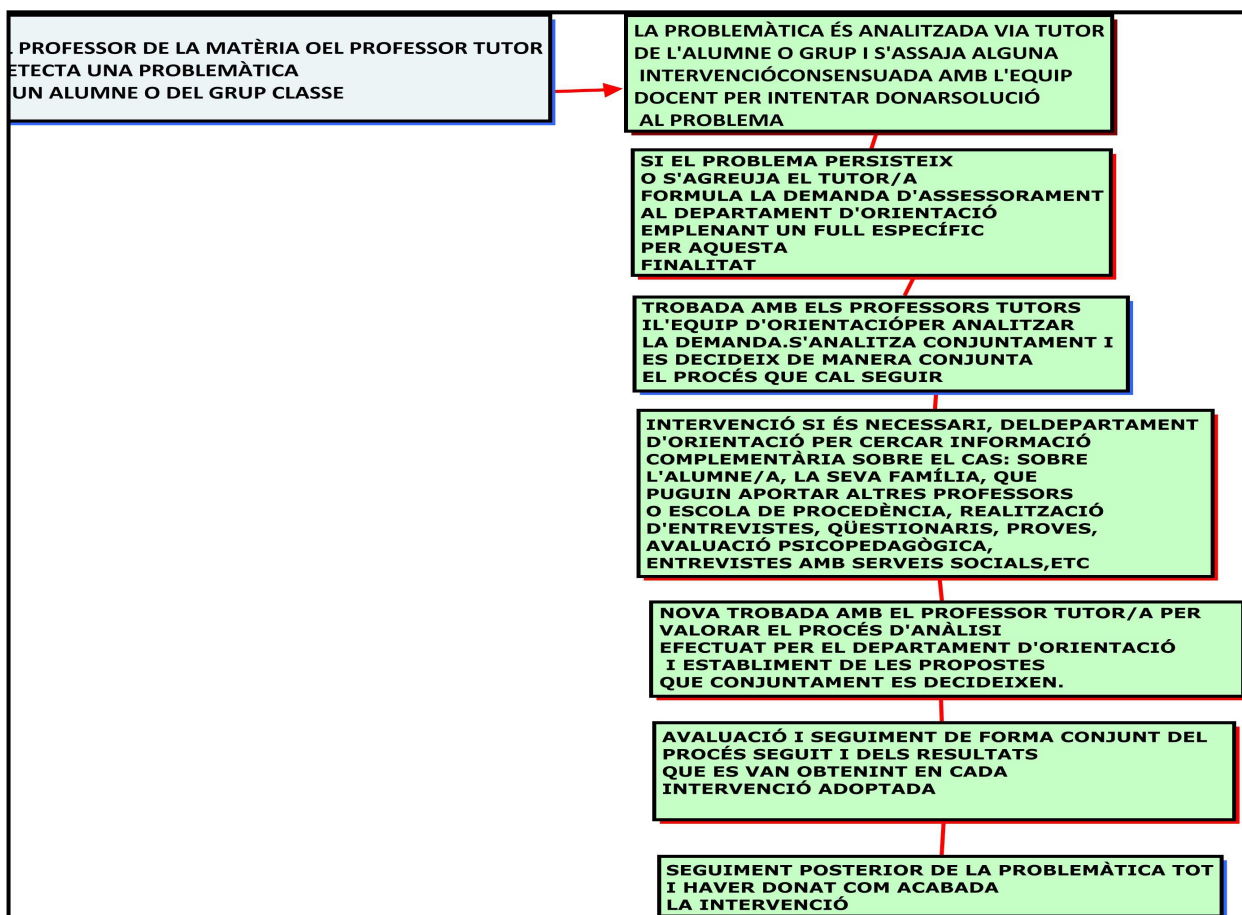 PROFESSOR DE LA MATÈRIA OEL PROFESSOR TUTOR
ETECTA UNA PROBLEMÀTICA
UN ALUMNE O DEL GRUP CLASSE
LA PROBLEMÀTICA ÉS ANALITZADA VIA TUTOR
DE L'ALUMNE O GRUP I S'ASSAJA ALGUNA
INTERVENCIÓCONSENSUADA AMB L'EQUIP
DOCENT PER INTENTAR DONARSOLUCIÓ
AL PROBLEMA
SI EL PROBLEMA PERSISTEIX
O S'AGREUJA EL TUTOR/A
FORMULA LA DEMANDA D'ASSESSORAMENT
AL DEPARTAMENT D'ORIENTACIÓ
EMPLENANT UN FULL ESPECÍFIC
PER AQUESTA
FINALITAT
TROBADA AMB ELS PROFESSORS TUTORS
IL'EQUIP D'ORIENTACIÓPER ANALITZAR
LA DEMANDA.S'ANALITZA CONJUNTAMENT I
ES DECIDEIX DE MANERA CONJUNTA
EL PROCÉS QUE CAL SEGUIR
INTERVENCIÓ SI ÉS NECESSARI, DELDEPARTAMENT
D'ORIENTACIÓ PER CERCAR INFORMACIÓ
COMPLEMENTÀRIA SOBRE EL CAS: SOBRE
L'ALUMNE/A, LA SEVA FAMÍLIA, QUE
PUGUIN APORTAR ALTRES PROFESSORS
O ESCOLA DE PROCEDÈNCIA, REALITZACIÓ
D'ENTREVISTES, QÜESTIONARIS, PROVES,
AVALUACIÓ PSICOPEDAGÒGICA,
ENTREVISTES AMB SERVEIS SOCIALS,ETC
NOVA TROBADA AMB EL PROFESSOR TUTOR/A PER
VALORAR EL PROCÉS D'ANÀLISI
EFECTUAT PER EL DEPARTAMENT D'ORIENTACIÓ
I ESTABLIMENT DE LES PROPOSTES
QUE CONJUNTAMENT ES DECIDEIXEN.
AVALUACIÓ I SEGUIMENT DE FORMA CONJUNT DEL
PROCÉS SEGUIT I DELS RESULTATS
QUE ES VAN OBTENINT EN CADA
INTERVENCIÓ ADOPTADA
SEGUIMENT POSTERIOR DE LA PROBLEMÀTICA TOT
I HAVER DONAT COM ACABADA
LA INTERVENCIÓ